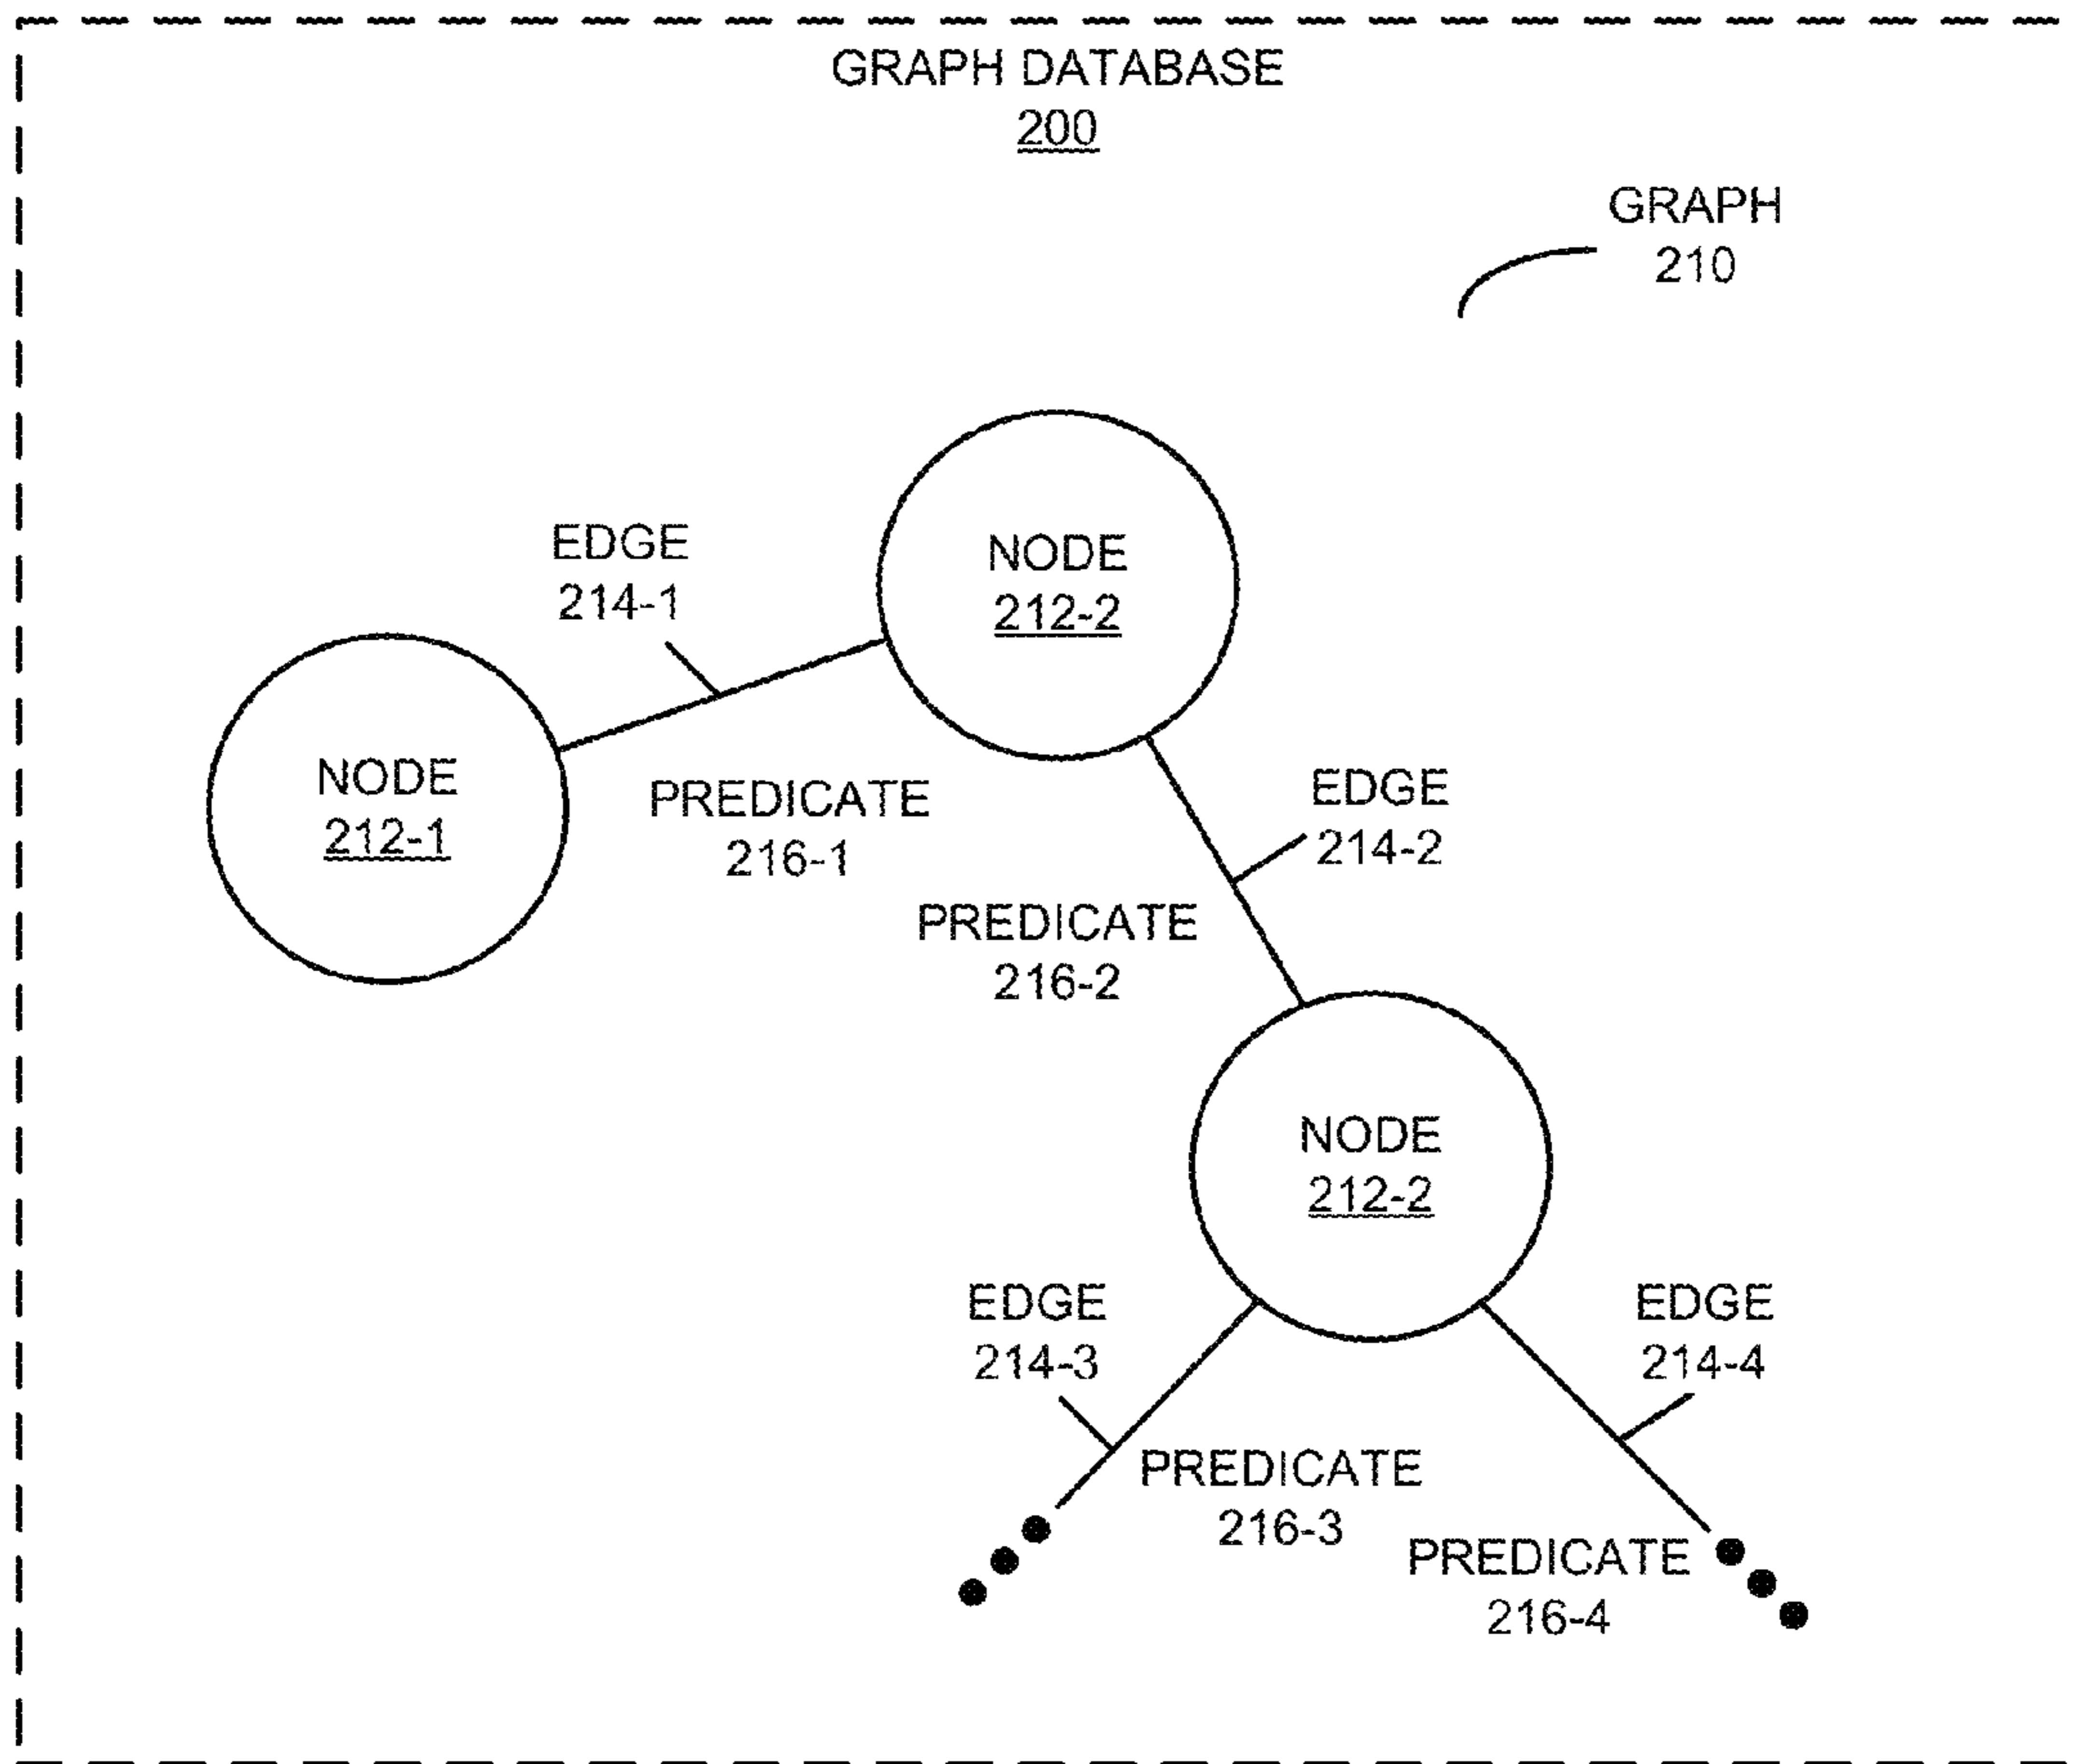 GRAPH DATABASE
200
GRAPH
210
EDGE
214-1
NODE
212-2
NODE
212-1
PREDICATE
216-1
EDGE
214-2
PREDICATE
216-2
NODE
212-2
EDGE
214-3
EDGE
214-4
PREDICATE
216-3
PREDICATE
216-4